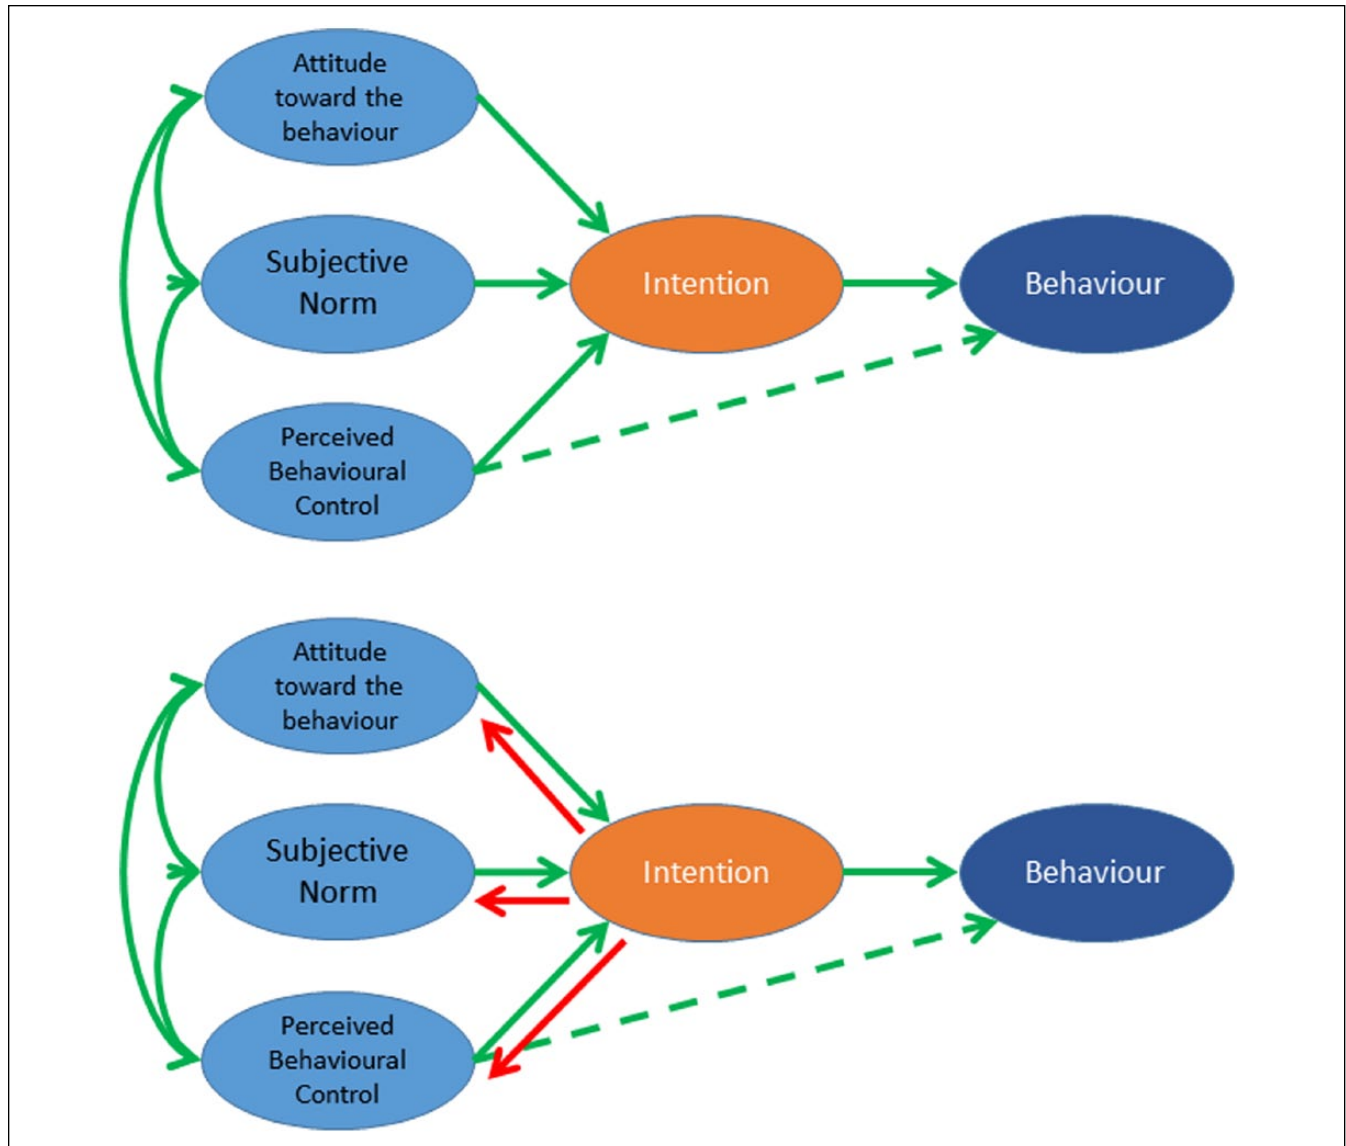 Attitude
toward the
behaviour
Subjective
Norm
Intention
Behaviour
Perceived
Behavioural
Control
Attitude
toward the
behaviour
Subjective
Norm
Intention
Behaviour
Perceived
Behavioural
Control